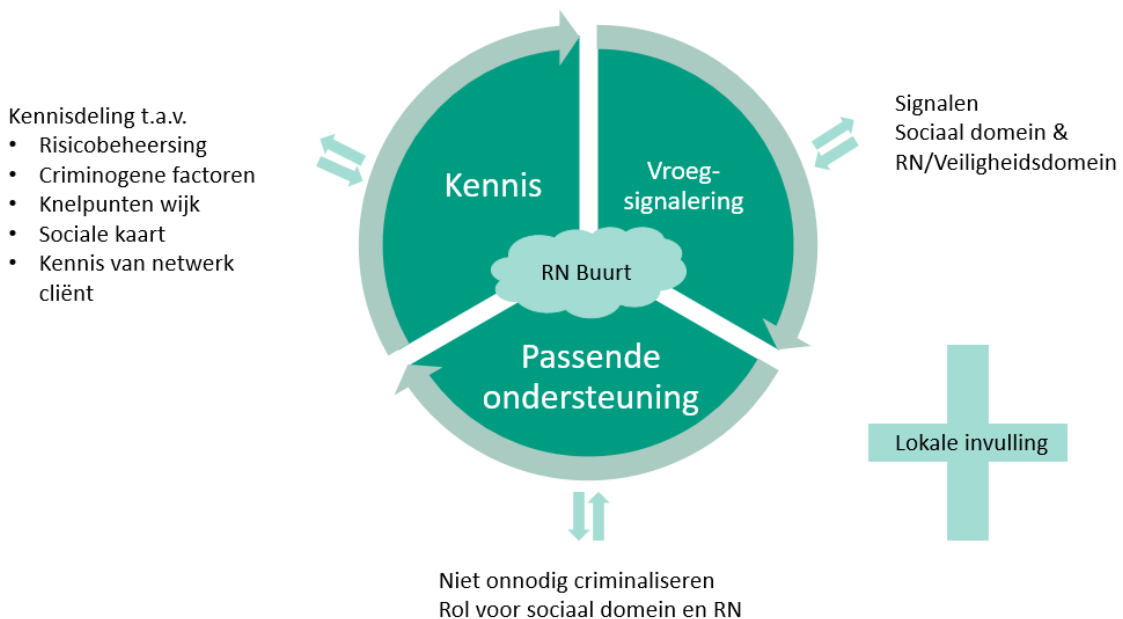 Kennisdeling t.a.v.
• Risicobeheersing
• Criminogene factoren
• Knelpunten wijk
• Sociale kaart
• Kennis van netwerk
cliënt
Kennis
Vroeg-
signalering
Signalen
Sociaal domein &
RN/Veiligheidsdomein
RN Buurt
Passende
ondersteuning
Lokale invulling
Niet onnodig criminaliseren
Rol voor sociaal domein en RN